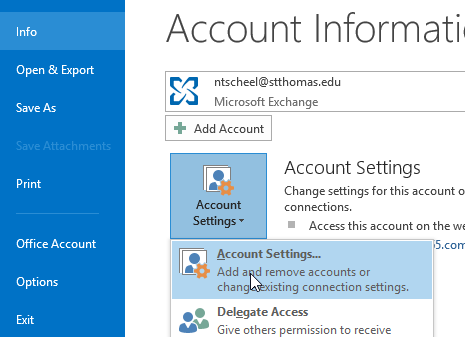 Info
Open & Export
Save As
Save Attachments
Print
Office Account
Options
Exit
Account Informati
ntscheel@stthomas.edu
Microsoft Exchange
Add Account
Account
Settings
Account Settings
Change settings for this account o
connections.
Access this account on the we
65.com
Account Settings...
Add and remove accounts or
change existing connection settings.
Delegate Access
Give others permission to receive